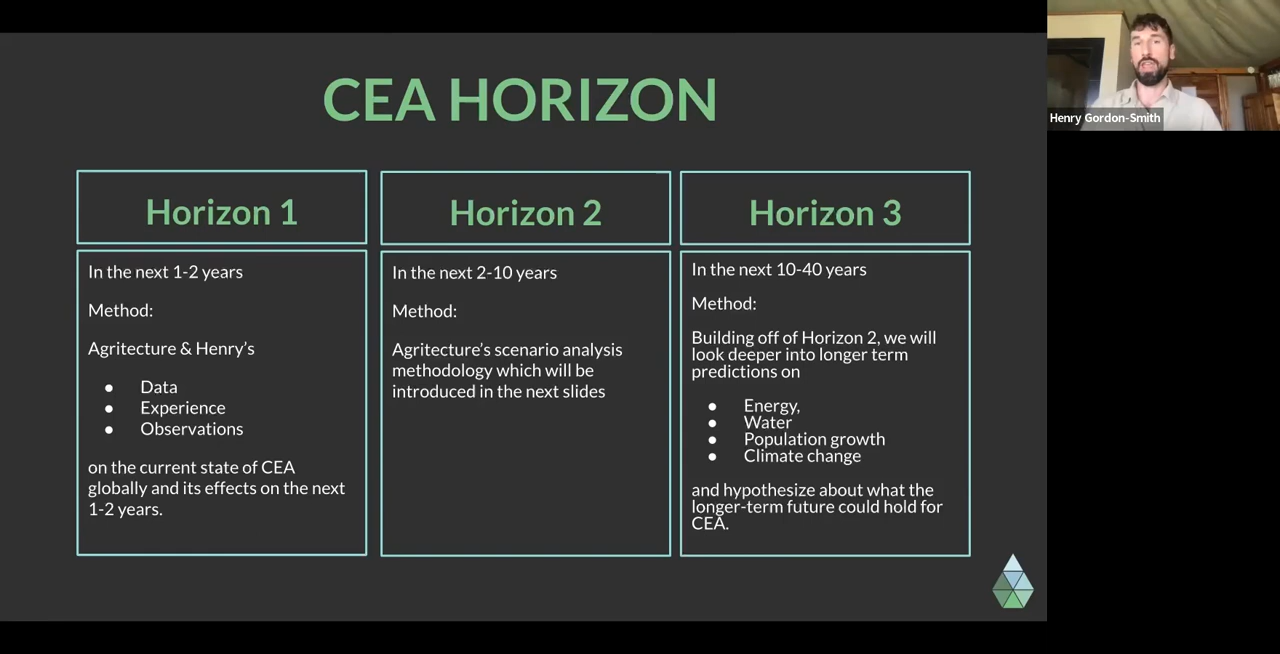 CEA HORIZON
Henry Gordon-Smith
Horizon 1
In the next 1-2 years
Method:
Agritecture & Henry's
● Data
● Experience
● Observations
on the current state of CEA
globally and its effects on the next
1-2 years.
Horizon 2
In the next 2-10 years
Method:
Agritecture's scenario analysis
methodology which will be
introduced in the next slides
Horizon 3
In the next 10-40 years
Method:
Building off of Horizon 2, we will
look deeper into longer term
predictions on
● Energy,
● Water
● Population growth
● Climate change
and hypothesize about what the
longer-term future could hold for
CEA.